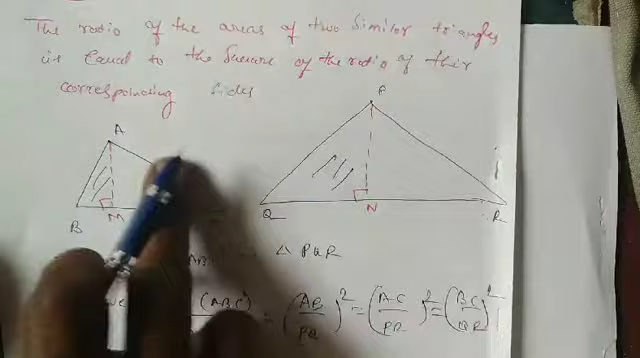 The ratio of the areas of two similar triangles
is Equal to the Square of the ratio of their
corresponding sides
P
A
Q N R
B M
△ PQR
(ABC) = (AB/PQ)² = (AC/PR)² = (BC/QR)²